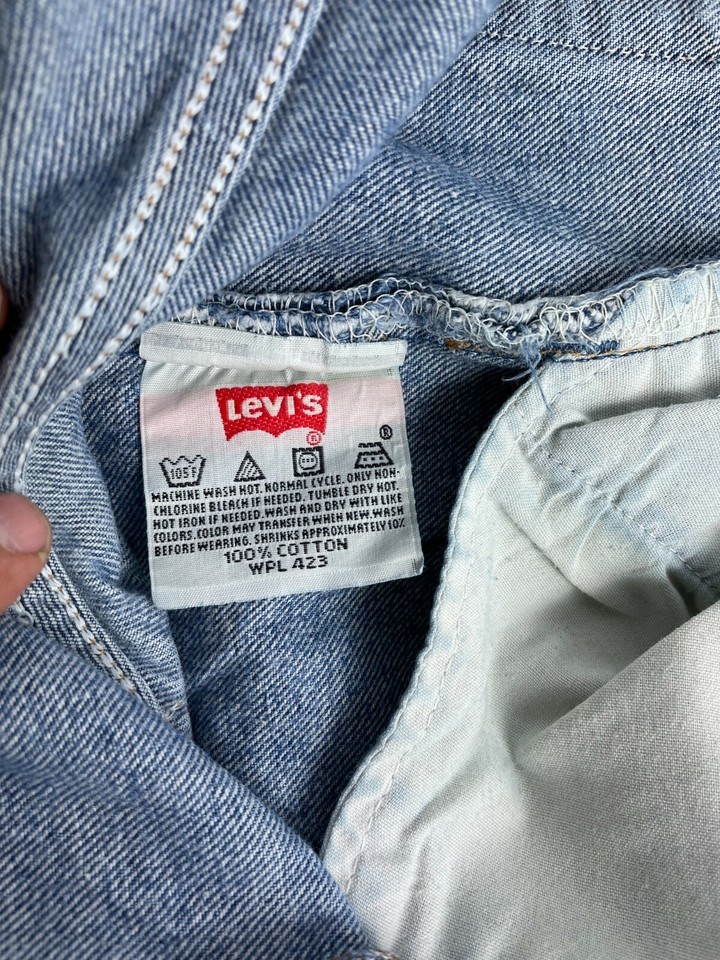 LEVI'S
®
®
105°F
MACHINE WASH HOT. NORMAL CYCLE. ONLY NON-
CHLORINE BLEACH IF NEEDED. TUMBLE DRY HOT.
HOT IRON IF NEEDED. WASH AND DRY WITH LIKE
COLORS. COLOR MAY TRANSFER WHEN NEW. WASH
BEFORE WEARING. SHRINKS APPROXIMATELY 10%
100% COTTON
WPL 423